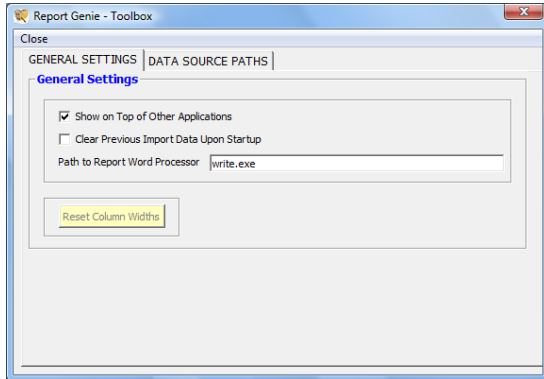 Report Genie - Toolbox
Close
GENERAL SETTINGS DATA SOURCE PATHS
General Settings
Show on Top of Other Applications
Clear Previous Import Data Upon Startup
Path to Report Word Processor write.exe
Reset Column Widths